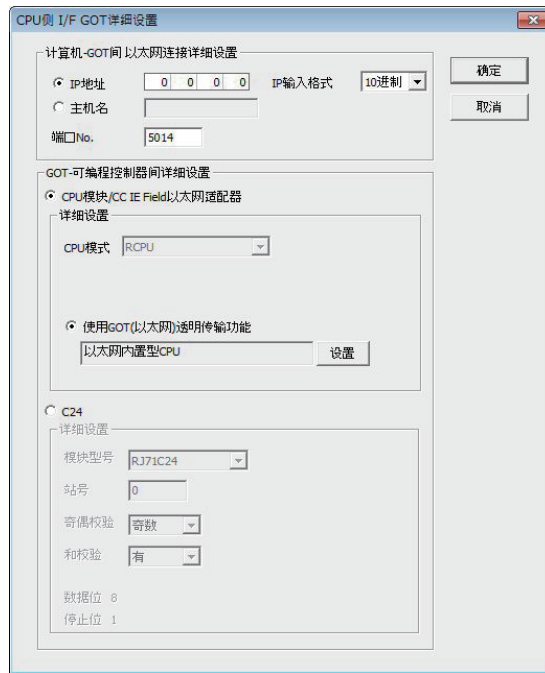 CPU侧 I/F GOT详细设置
计算机-GOT间 以太网连接详细设置
IP地址 0 0 0 0 IP输入格式 10进制
主机名
端口No. 5014
确定
取消
GOT-可编程控制器间详细设置
CPU模块/CC IE Field以太网适配器
详细设置
CPU模式 RCPU
使用GOT(以太网)透明传输功能
以太网内置型CPU 设置
C24
详细设置
模块型号 RJ71C24
站号 0
奇偶校验 奇数
和校验 有
数据位 8
停止位 1